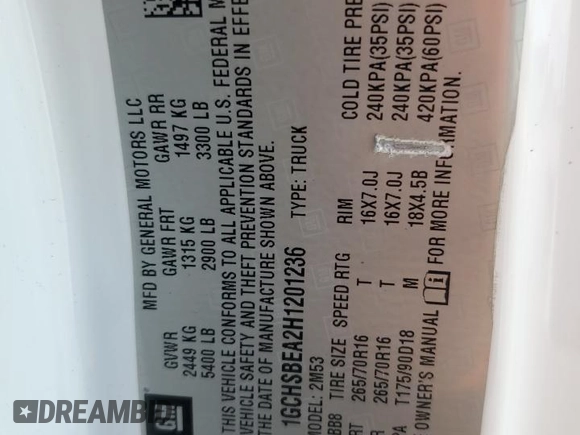 GM
MFD BY GENERAL MOTORS LLC
GVWR GAWR FRT GAWR RR
2449 KG 1315 KG 1497 KG
5400 LB 2900 LB 3300 LB
THIS VEHICLE CONFORMS TO ALL APPLICABLE U.S. FEDERAL M
VEHICLE SAFETY AND THEFT PREVENTION STANDARDS IN EFFE
THE DATE OF MANUFACTURE SHOWN ABOVE.
1GCHSBEA2H1201236 TYPE: TRUCK
MODEL: 2M53
BB8 TIRE SIZE SPEED RTG RIM COLD TIRE PRE
RT 265/70R16 T 16X7.0J 240KPA(35PSI)
R 265/70R16 T 16X7.0J 240KPA(35PSI)
A T175/90D18 M 18X4.5B 420KPA(60PSI)
OWNER'S MANUAL FOR MORE INFORMATION.
DREAMBI